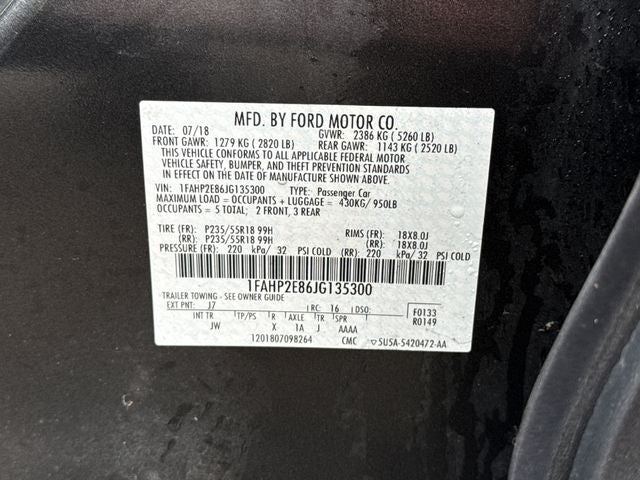 MFD. BY FORD MOTOR CO.
DATE: 07/18 GVWR: 2386 KG ( 5260 LB)
FRONT GAWR: 1279 KG ( 2820 LB) REAR GAWR: 1143 KG ( 2520 LB)
THIS VEHICLE CONFORMS TO ALL APPLICABLE FEDERAL MOTOR
VEHICLE SAFETY, BUMPER, AND THEFT PREVENTION STANDARDS
IN EFFECT ON THE DATE OF MANUFACTURE SHOWN ABOVE.
VIN: 1FAHP2E86JG135300 TYPE: Passenger Car
MAXIMUM LOAD = OCCUPANTS + LUGGAGE = 430KG/950LB
OCCUPANTS = 5 TOTAL; 2 FRONT, 3 REAR
TIRE (FR): P235/55R18 99H RIMS (FR): 18X8.0J
(RR): P235/55R18 99H (RR): 18X8.0J
PRESSURE (FR): 220 kPa/ 32 PSI COLD (RR): 220 kPa/ 32 PSI COLD
1FAHP2E86JG135300
TRAILER TOWING - SEE OWNER GUIDE
EXT PNT: J7 RC: 16 DSO: F0133
INT TR TP/PS R AXLE TR SPR R0149
JW X 1A J AAAA
1201807098264 CMC ▽5U5A-5420472-AA